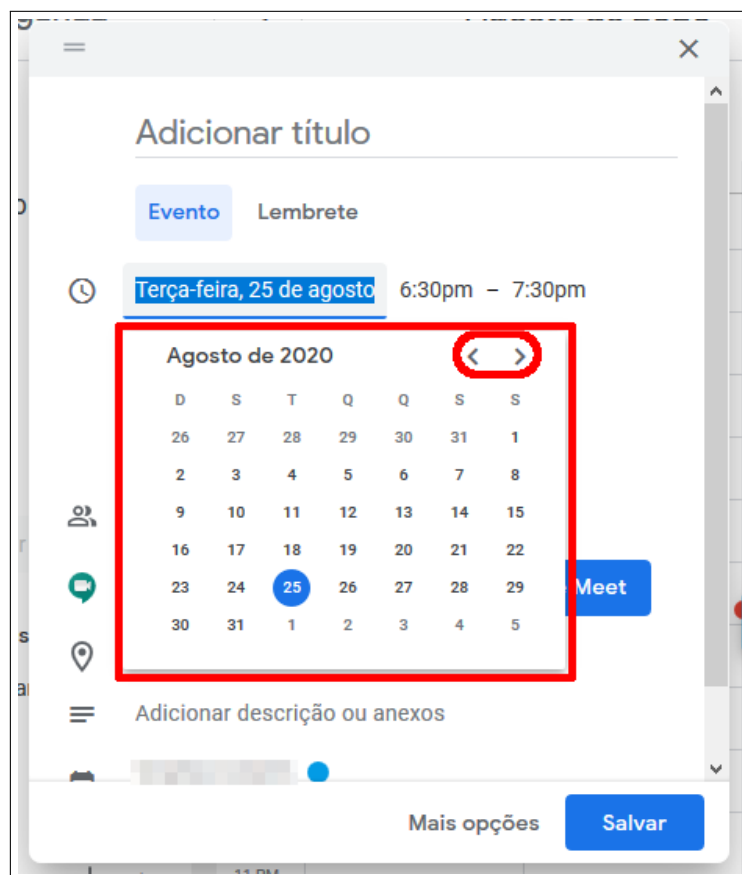 Adicionar título
Evento Lembrete
Terça-feira, 25 de agosto 6:30pm – 7:30pm
Agosto de 2020
D S T Q Q S S
26 27 28 29 30 31 1
2 3 4 5 6 7 8
9 10 11 12 13 14 15
16 17 18 19 20 21 22
23 24 25 26 27 28 29
Meet
30 31 1 2 3 4 5
Adicionar descrição ou anexos
Mais opções Salvar
11 PM